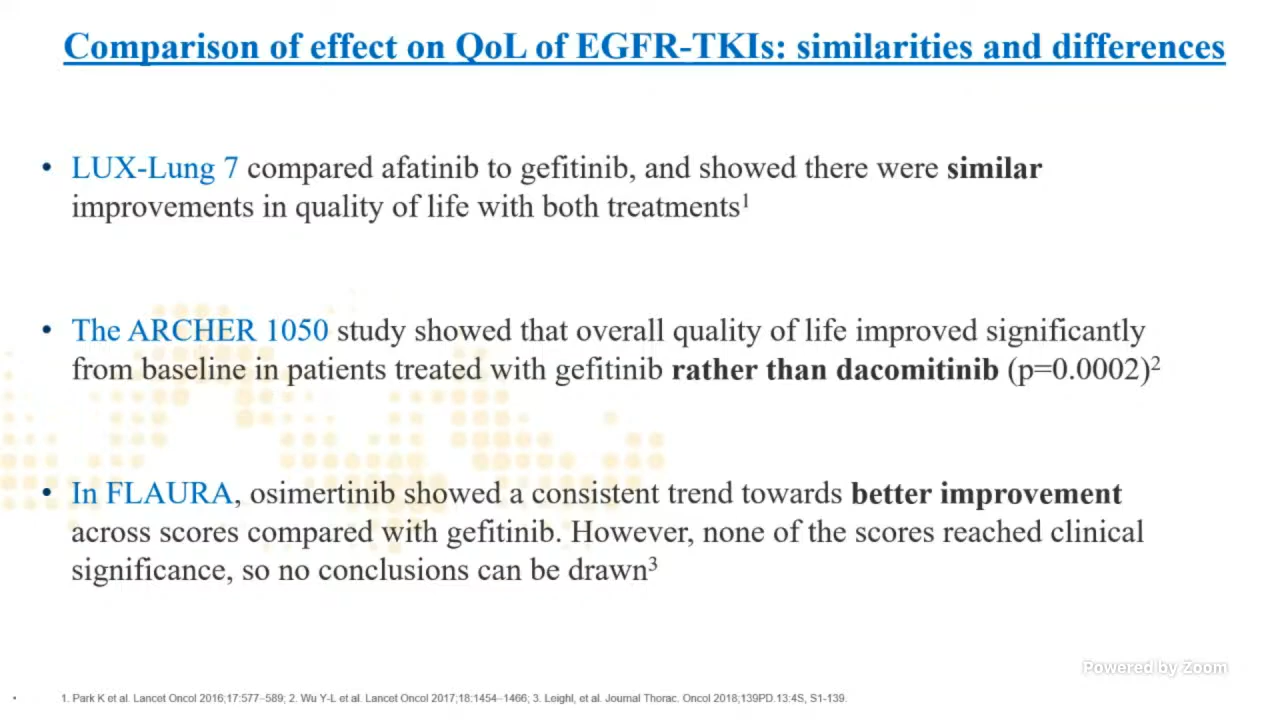 Comparison of effect on QoL of EGFR-TKIs: similarities and differences
• LUX-Lung 7 compared afatinib to gefitinib, and showed there were similar
improvements in quality of life with both treatments1
• The ARCHER 1050 study showed that overall quality of life improved significantly
from baseline in patients treated with gefitinib rather than dacomitinib (p=0.0002)2
• In FLAURA, osimertinib showed a consistent trend towards better improvement
across scores compared with gefitinib. However, none of the scores reached clinical
significance, so no conclusions can be drawn3
Powered by Zoom
• 1. Park K et al. Lancet Oncol 2016;17:577–589; 2. Wu Y-L et al. Lancet Oncol 2017;18:1454–1466; 3. Leighl, et al. Journal Thorac. Oncol 2018;139PD.13:4S, S1-139.